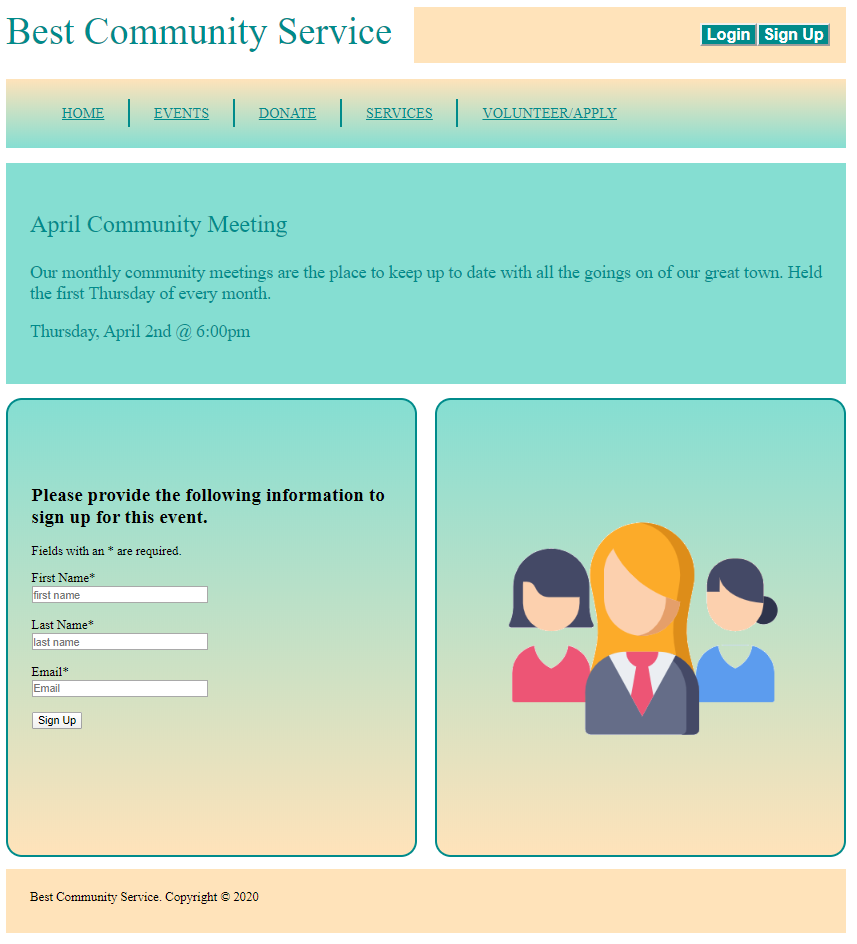 Best Community Service
Login Sign Up
HOME EVENTS DONATE SERVICES VOLUNTEER/APPLY
April Community Meeting
Our monthly community meetings are the place to keep up to date with all the goings on of our great town. Held
the first Thursday of every month.
Thursday, April 2nd @ 6:00pm
Please provide the following information to
sign up for this event.
Fields with an * are required.
First Name*
first name
Last Name*
last name
Email*
Email
Sign Up
Best Community Service. Copyright © 2020